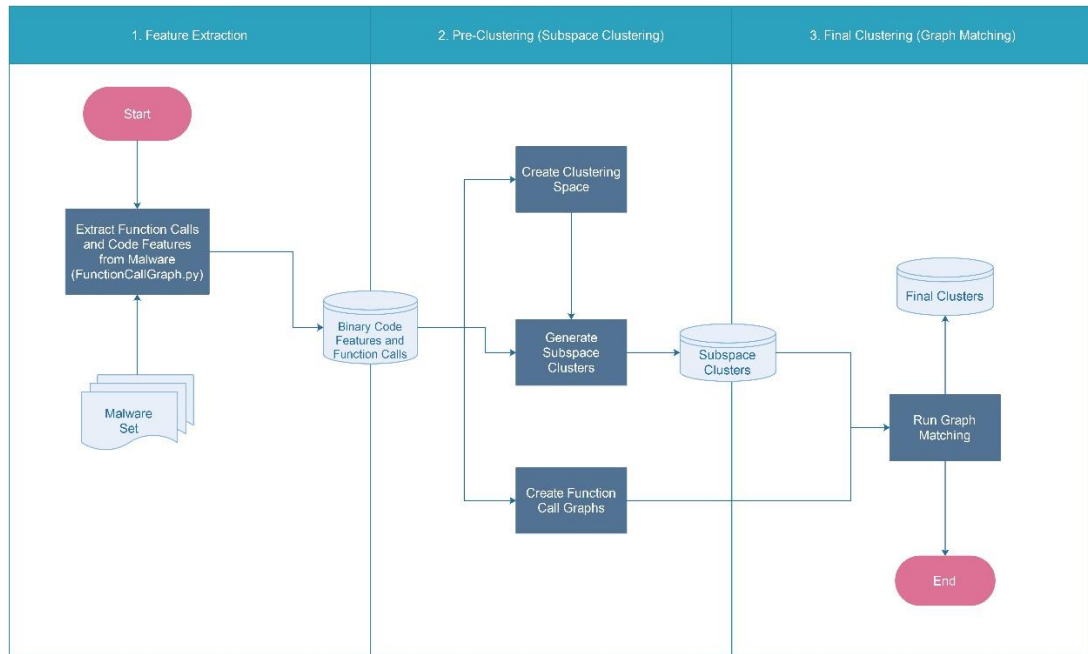 1. Feature Extraction
2. Pre-Clustering (Subspace Clustering)
3. Final Clustering (Graph Matching)
Start
Extract Function Calls
and Code Features
from Malware
(FunctionCallGraph.py)
Malware
Set
Binary Code
Features and
Function Calls
Create Clustering
Space
Generate
Subspace
Clusters
Create Function
Call Graphs
Subspace
Clusters
Final Clusters
Run Graph
Matching
End